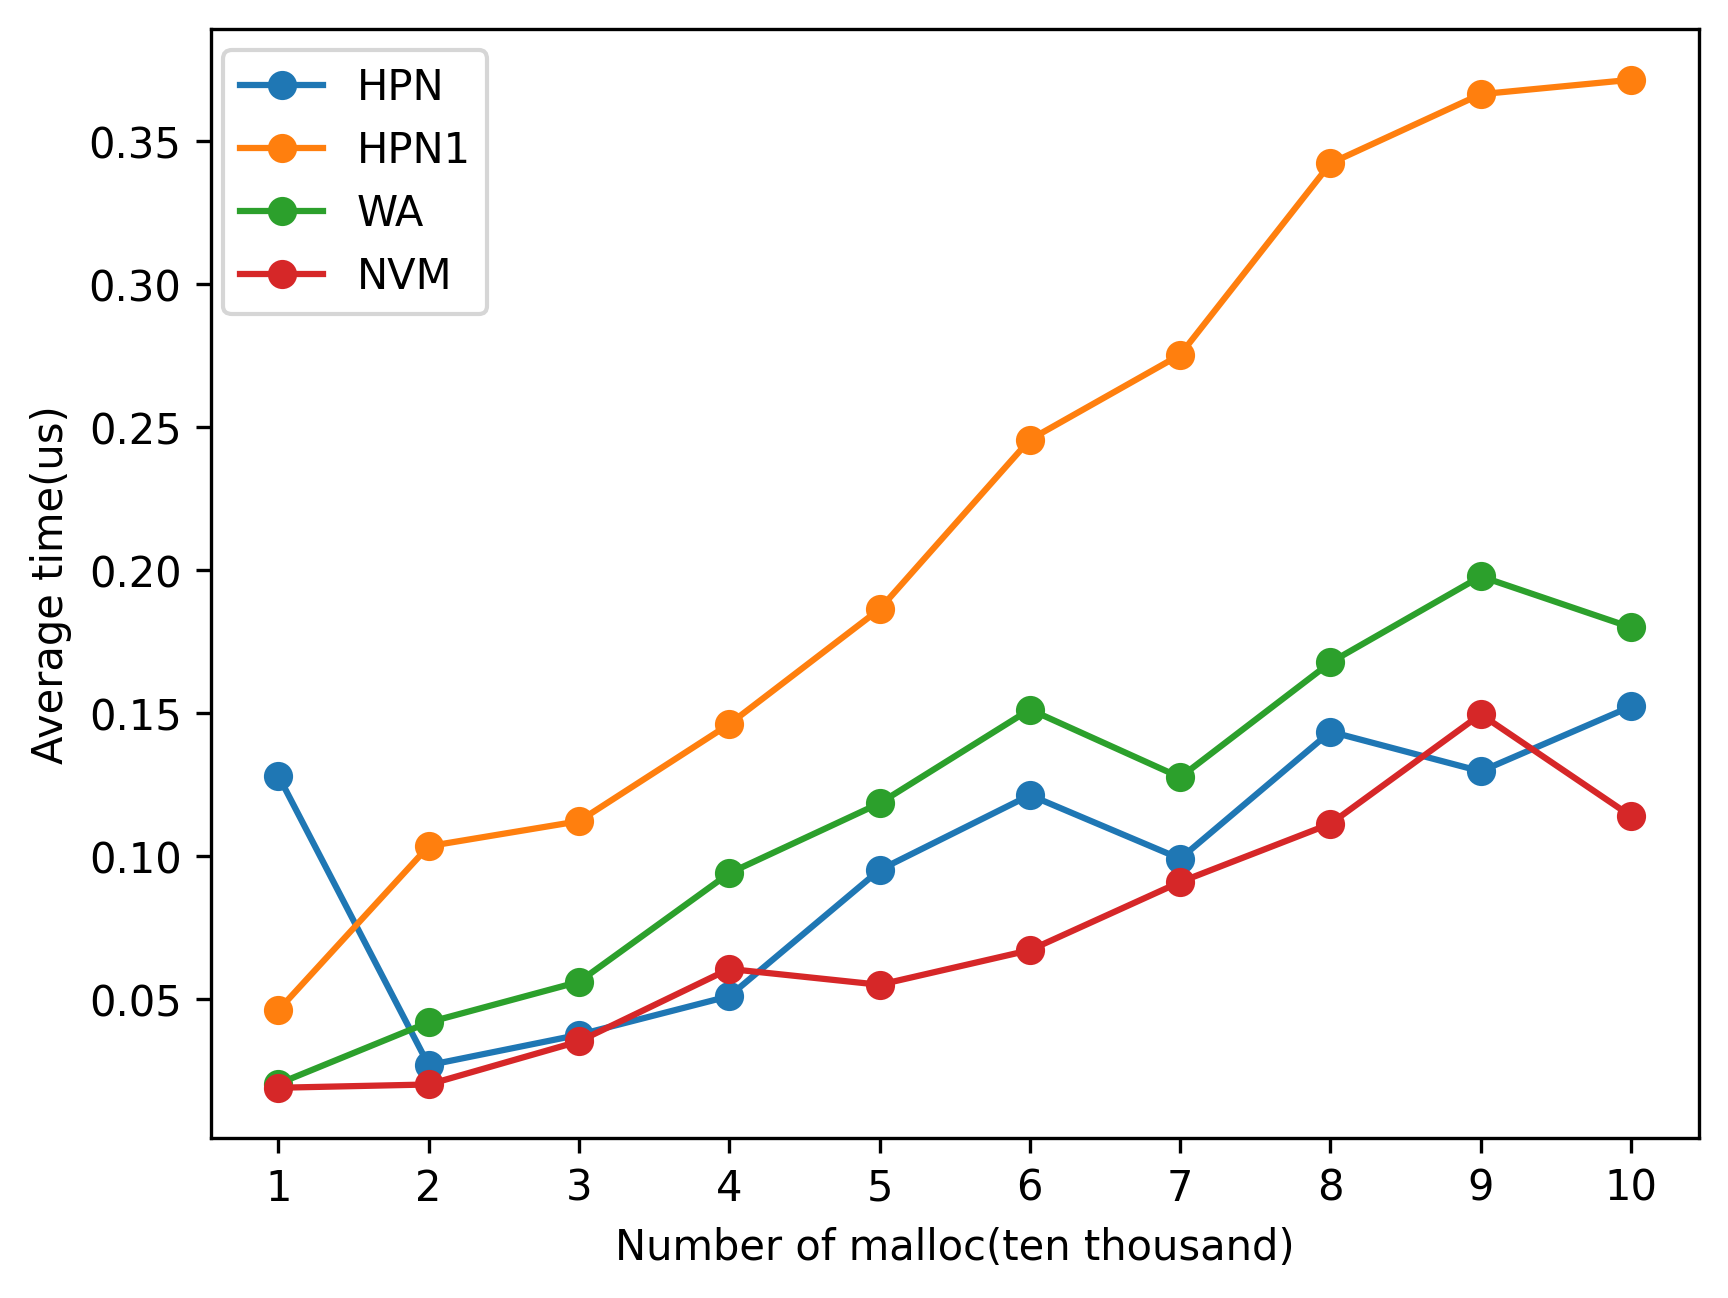 HPN
HPN1
WA
NVM
0.35
0.30
0.25
0.20
0.15
0.10
0.05
Average time(us)
1 2 3 4 5 6 7 8 9 10
Number of malloc(ten thousand)